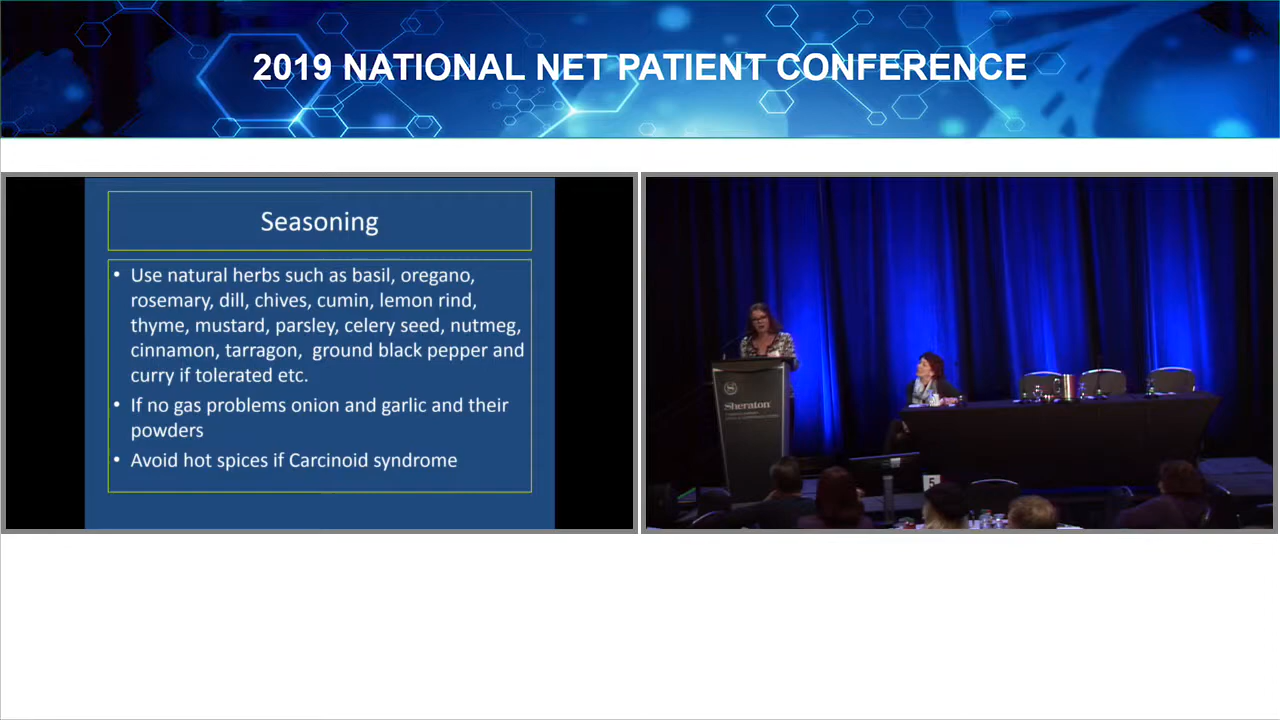 2019 NATIONAL NET PATIENT CONFERENCE
Seasoning
• Use natural herbs such as basil, oregano,
rosemary, dill, chives, cumin, lemon rind,
thyme, mustard, parsley, celery seed, nutmeg,
cinnamon, tarragon,  ground black pepper and
curry if tolerated etc.
• If no gas problems onion and garlic and their
powders
• Avoid hot spices if Carcinoid syndrome
Sheraton
5